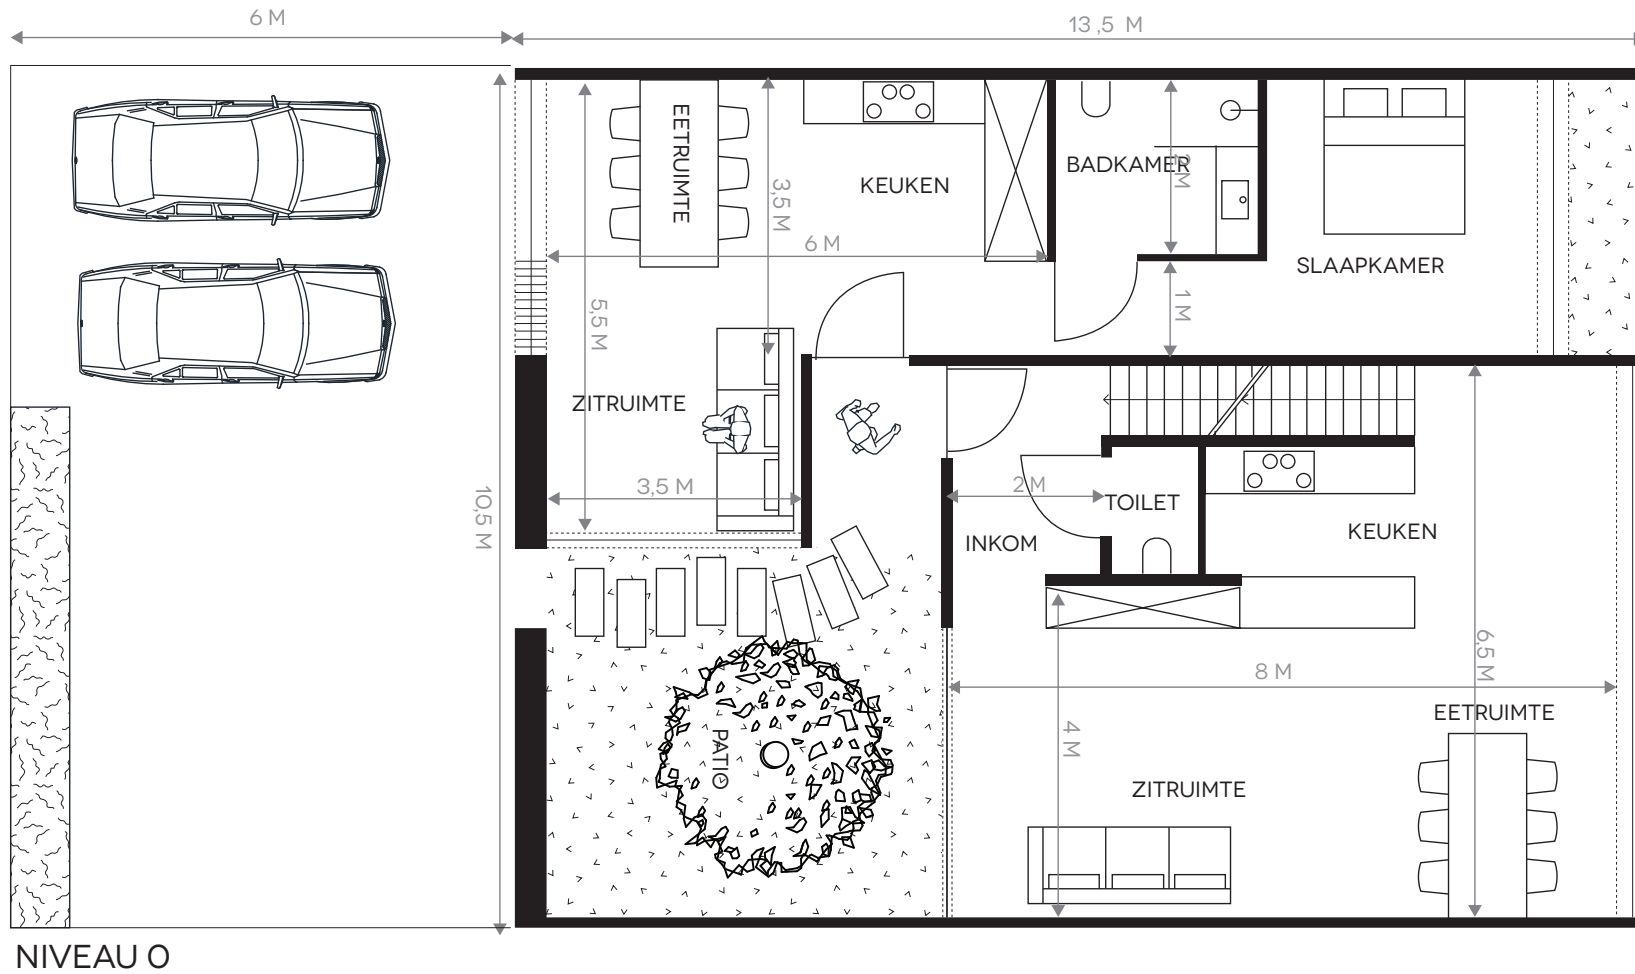 6 M
13,5 M
EETRUIMTE
3,5 M
KEUKEN
BADKAMER
2 M
6 M
SLAAPKAMER
5,5 M
1 M
ZITRUIMTE
3,5 M
10,5 M
2 M
TOILET
INKOM
KEUKEN
6,5 M
8 M
EETRUIMTE
4 M
PATIO
ZITRUIMTE
NIVEAU 0